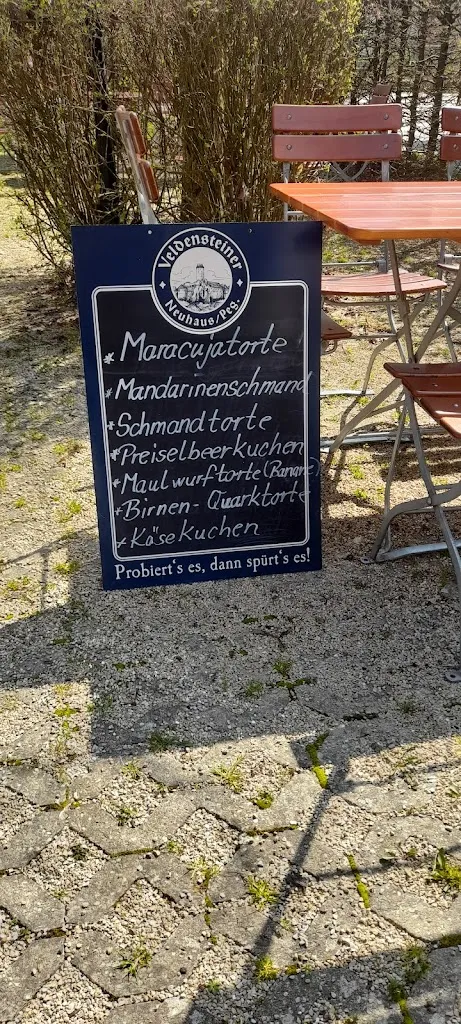 Veldensteiner
Neuhaus/Peg.
* Maracujatorte
* Mandarinenschmand
* Schmandtorte
* Preiselbeerkuchen
* Maulwurftorte (Banane)
* Birnen-Quarktorte
* Käsekuchen
Probiert's es, dann spürt's es!